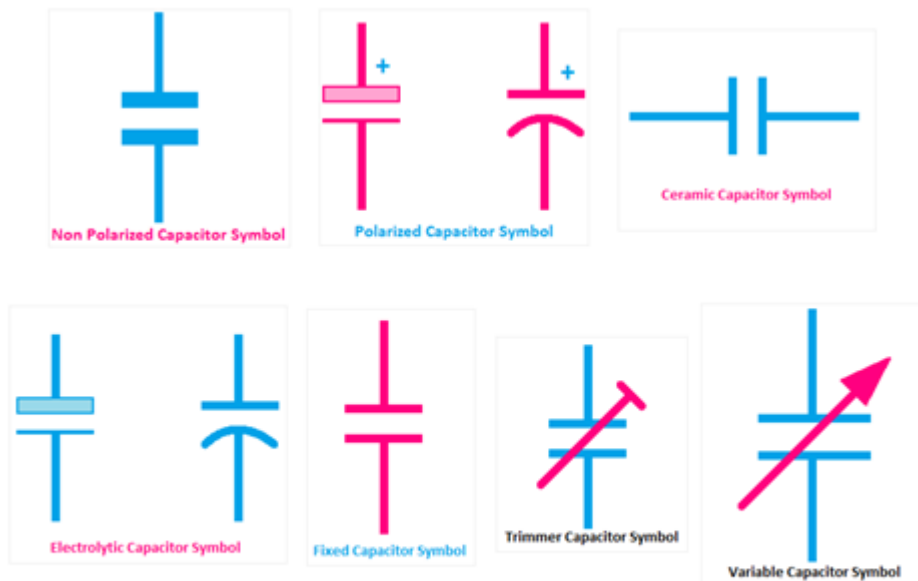 +
+
Non Polarized Capacitor Symbol
Polarized Capacitor Symbol
Ceramic Capacitor Symbol
Electrolytic Capacitor Symbol
Fixed Capacitor Symbol
Trimmer Capacitor Symbol
Variable Capacitor Symbol